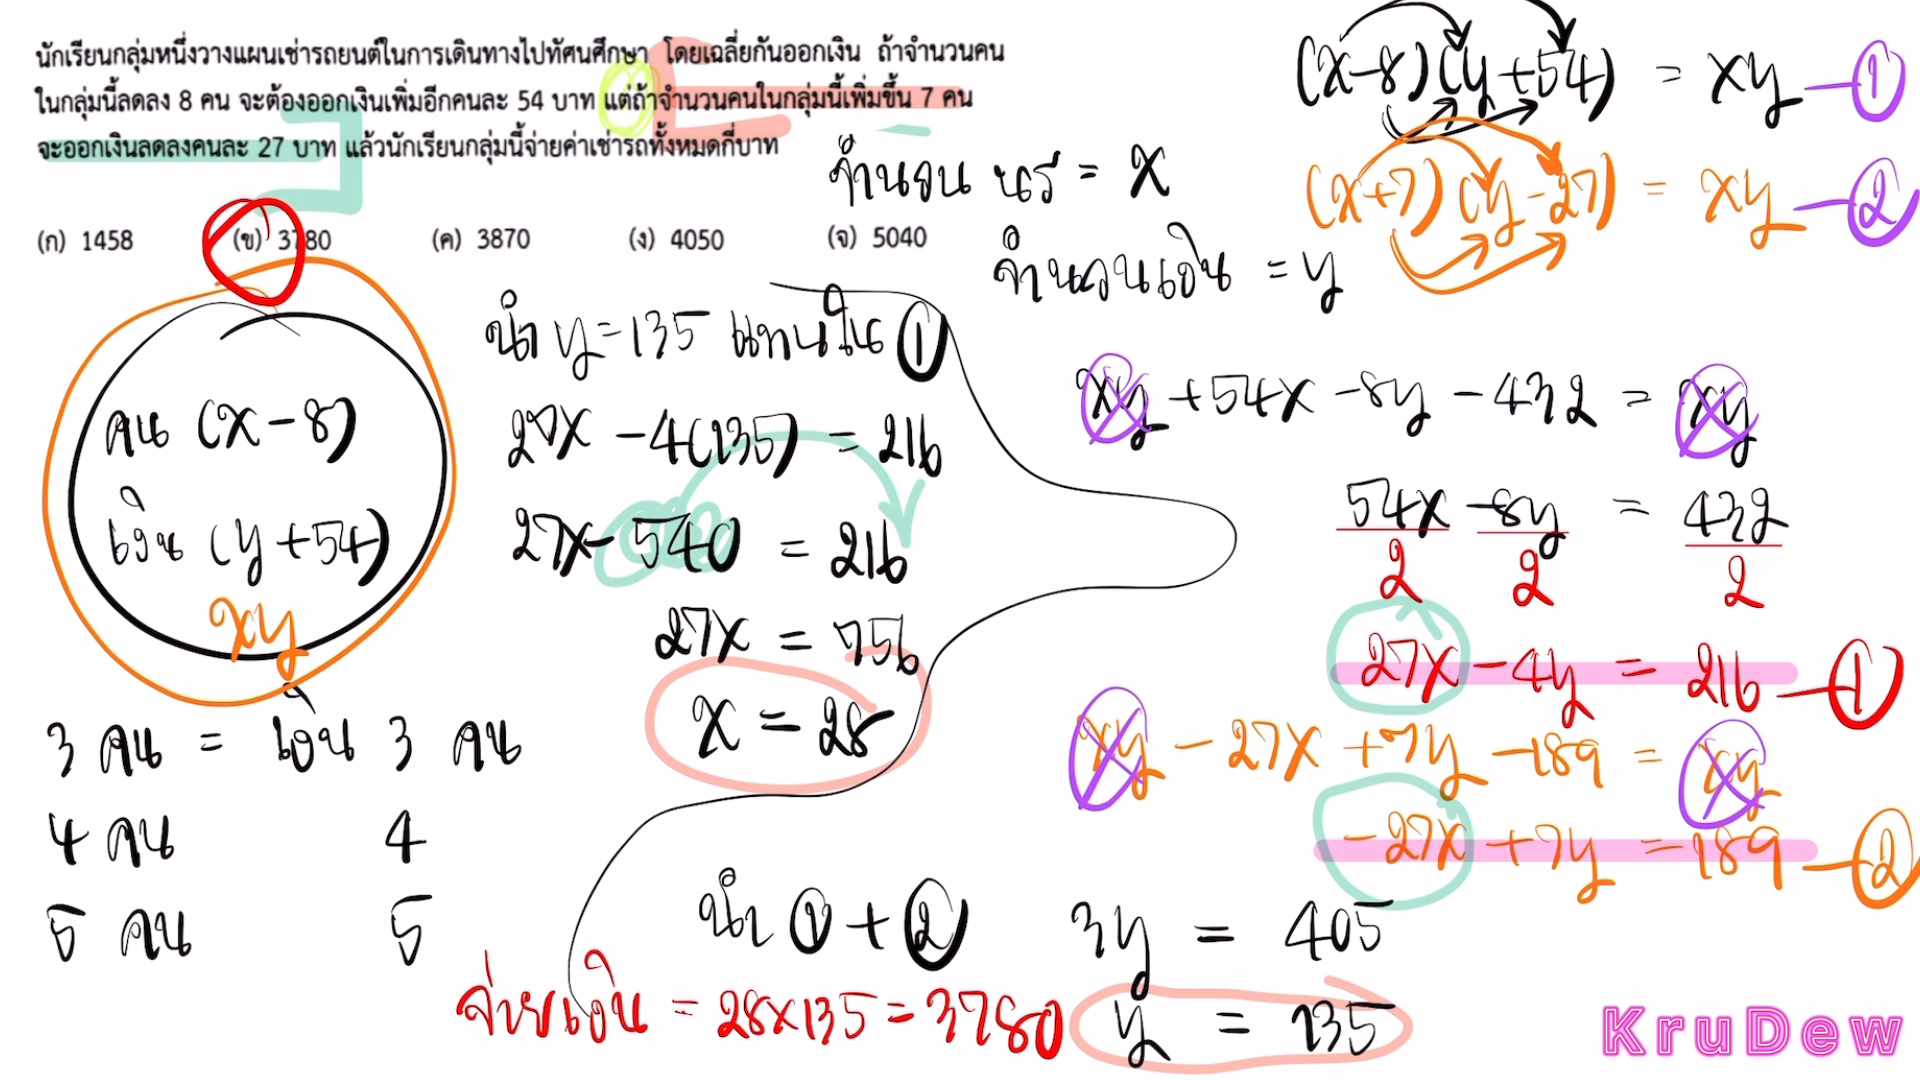 นักเรียนกลุ่มหนึ่งวางแผนเช่ารถยนต์ในการเดินทางไปทัศนศึกษา โดยเฉลี่ยกันออกเงิน ถ้าจำนวนคน
ในกลุ่มนี้ลดลง 8 คน จะต้องออกเงินเพิ่มอีกคนละ 54 บาท แต่ถ้าจำนวนคนในกลุ่มนี้เพิ่มขึ้น 7 คน
จะออกเงินลดลงคนละ 27 บาท แล้วนักเรียนกลุ่มนี้จ่ายค่าเช่ารถทั้งหมดกี่บาท
(ก) 1458 (ข) 3780 (ค) 3870 (ง) 4050 (จ) 5040
จำนวน นร = x
จำนวนเงิน = y
(x-8)(y+54) = xy — ①
(x+7)(y-27) = xy — ②
xy +54x -8y -432 = xy
54x/2 -8y/2 = 432/2
27x -4y = 216 — ①
xy -27x +7y -189 = xy
-27x +7y = 189 — ②
นำ ① + ②
3y = 405
y = 135
นำ y=135 แทนใน ①
27x -4(135) = 216
27x-540 = 216
27x = 756
x = 28
จ่ายเงิน = 28x135 = 3780
คน (x-8)
เงิน (y+54)
xy
3 คน = เงิน 3 คน
4 คน 4
5 คน 5
KruDew